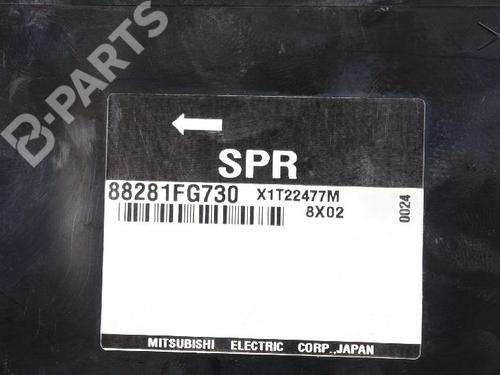 B-PARTS
SPR
88281FG730 X1T22477M
8X02
0024
MITSUBISHI ELECTRIC CORP.,JAPAN